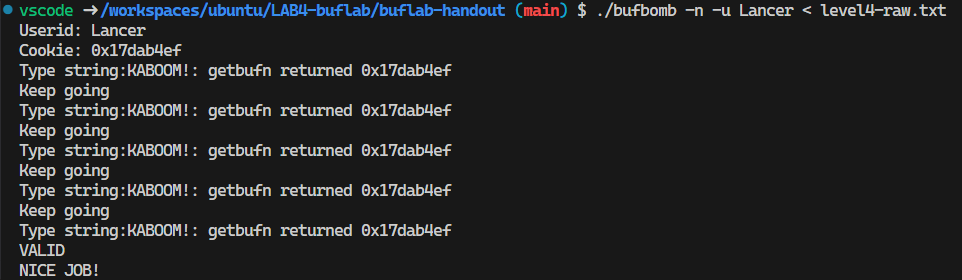 vscode ➜ /workspaces/ubuntu/LAB4-buflab/buflab-handout (main) $ ./bufbomb -n -u Lancer < level4-raw.txt
Userid: Lancer
Cookie: 0x17dab4ef
Type string:KABOOM!: getbufn returned 0x17dab4ef
Keep going
Type string:KABOOM!: getbufn returned 0x17dab4ef
Keep going
Type string:KABOOM!: getbufn returned 0x17dab4ef
Keep going
Type string:KABOOM!: getbufn returned 0x17dab4ef
Keep going
Type string:KABOOM!: getbufn returned 0x17dab4ef
VALID
NICE JOB!